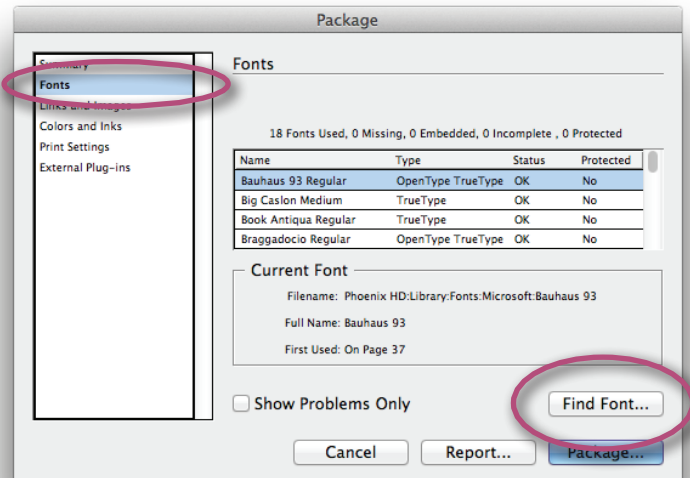 Package
Summary
Fonts
Links and Images
Colors and Inks
Print Settings
External Plug-ins
Fonts
18 Fonts Used, 0 Missing, 0 Embedded, 0 Incomplete , 0 Protected
Name Type Status Protected
Bauhaus 93 Regular OpenType TrueType OK No
Big Caslon Medium TrueType OK No
Book Antiqua Regular TrueType OK No
Braggadocio Regular OpenType TrueType OK No
Current Font
Filename: Phoenix HD:Library:Fonts:Microsoft:Bauhaus 93
Full Name: Bauhaus 93
First Used: On Page 37
Show Problems Only
Find Font...
Cancel Report... Package...